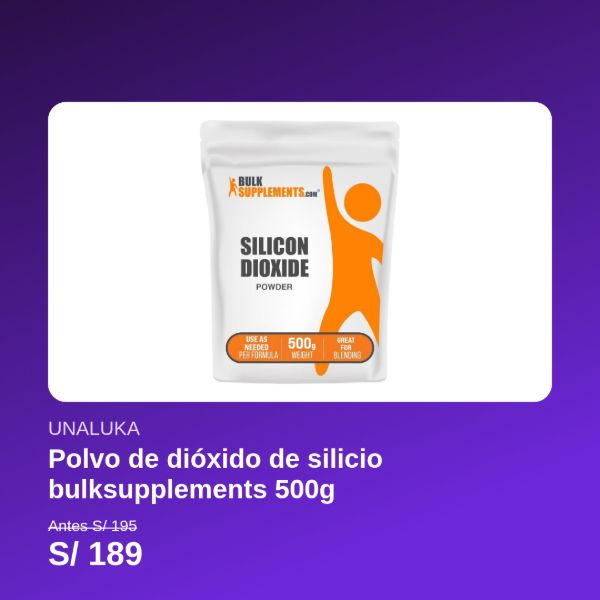 BULK
SUPPLEMENTS.COM®
SILICON
DIOXIDE
POWDER
USE AS
NEEDED
PER FORMULA
500g
WEIGHT
GREAT
FOR
BLENDING
UNALUKA
Polvo de dióxido de silicio
bulksupplements 500g
Antes S/ 195
S/ 189